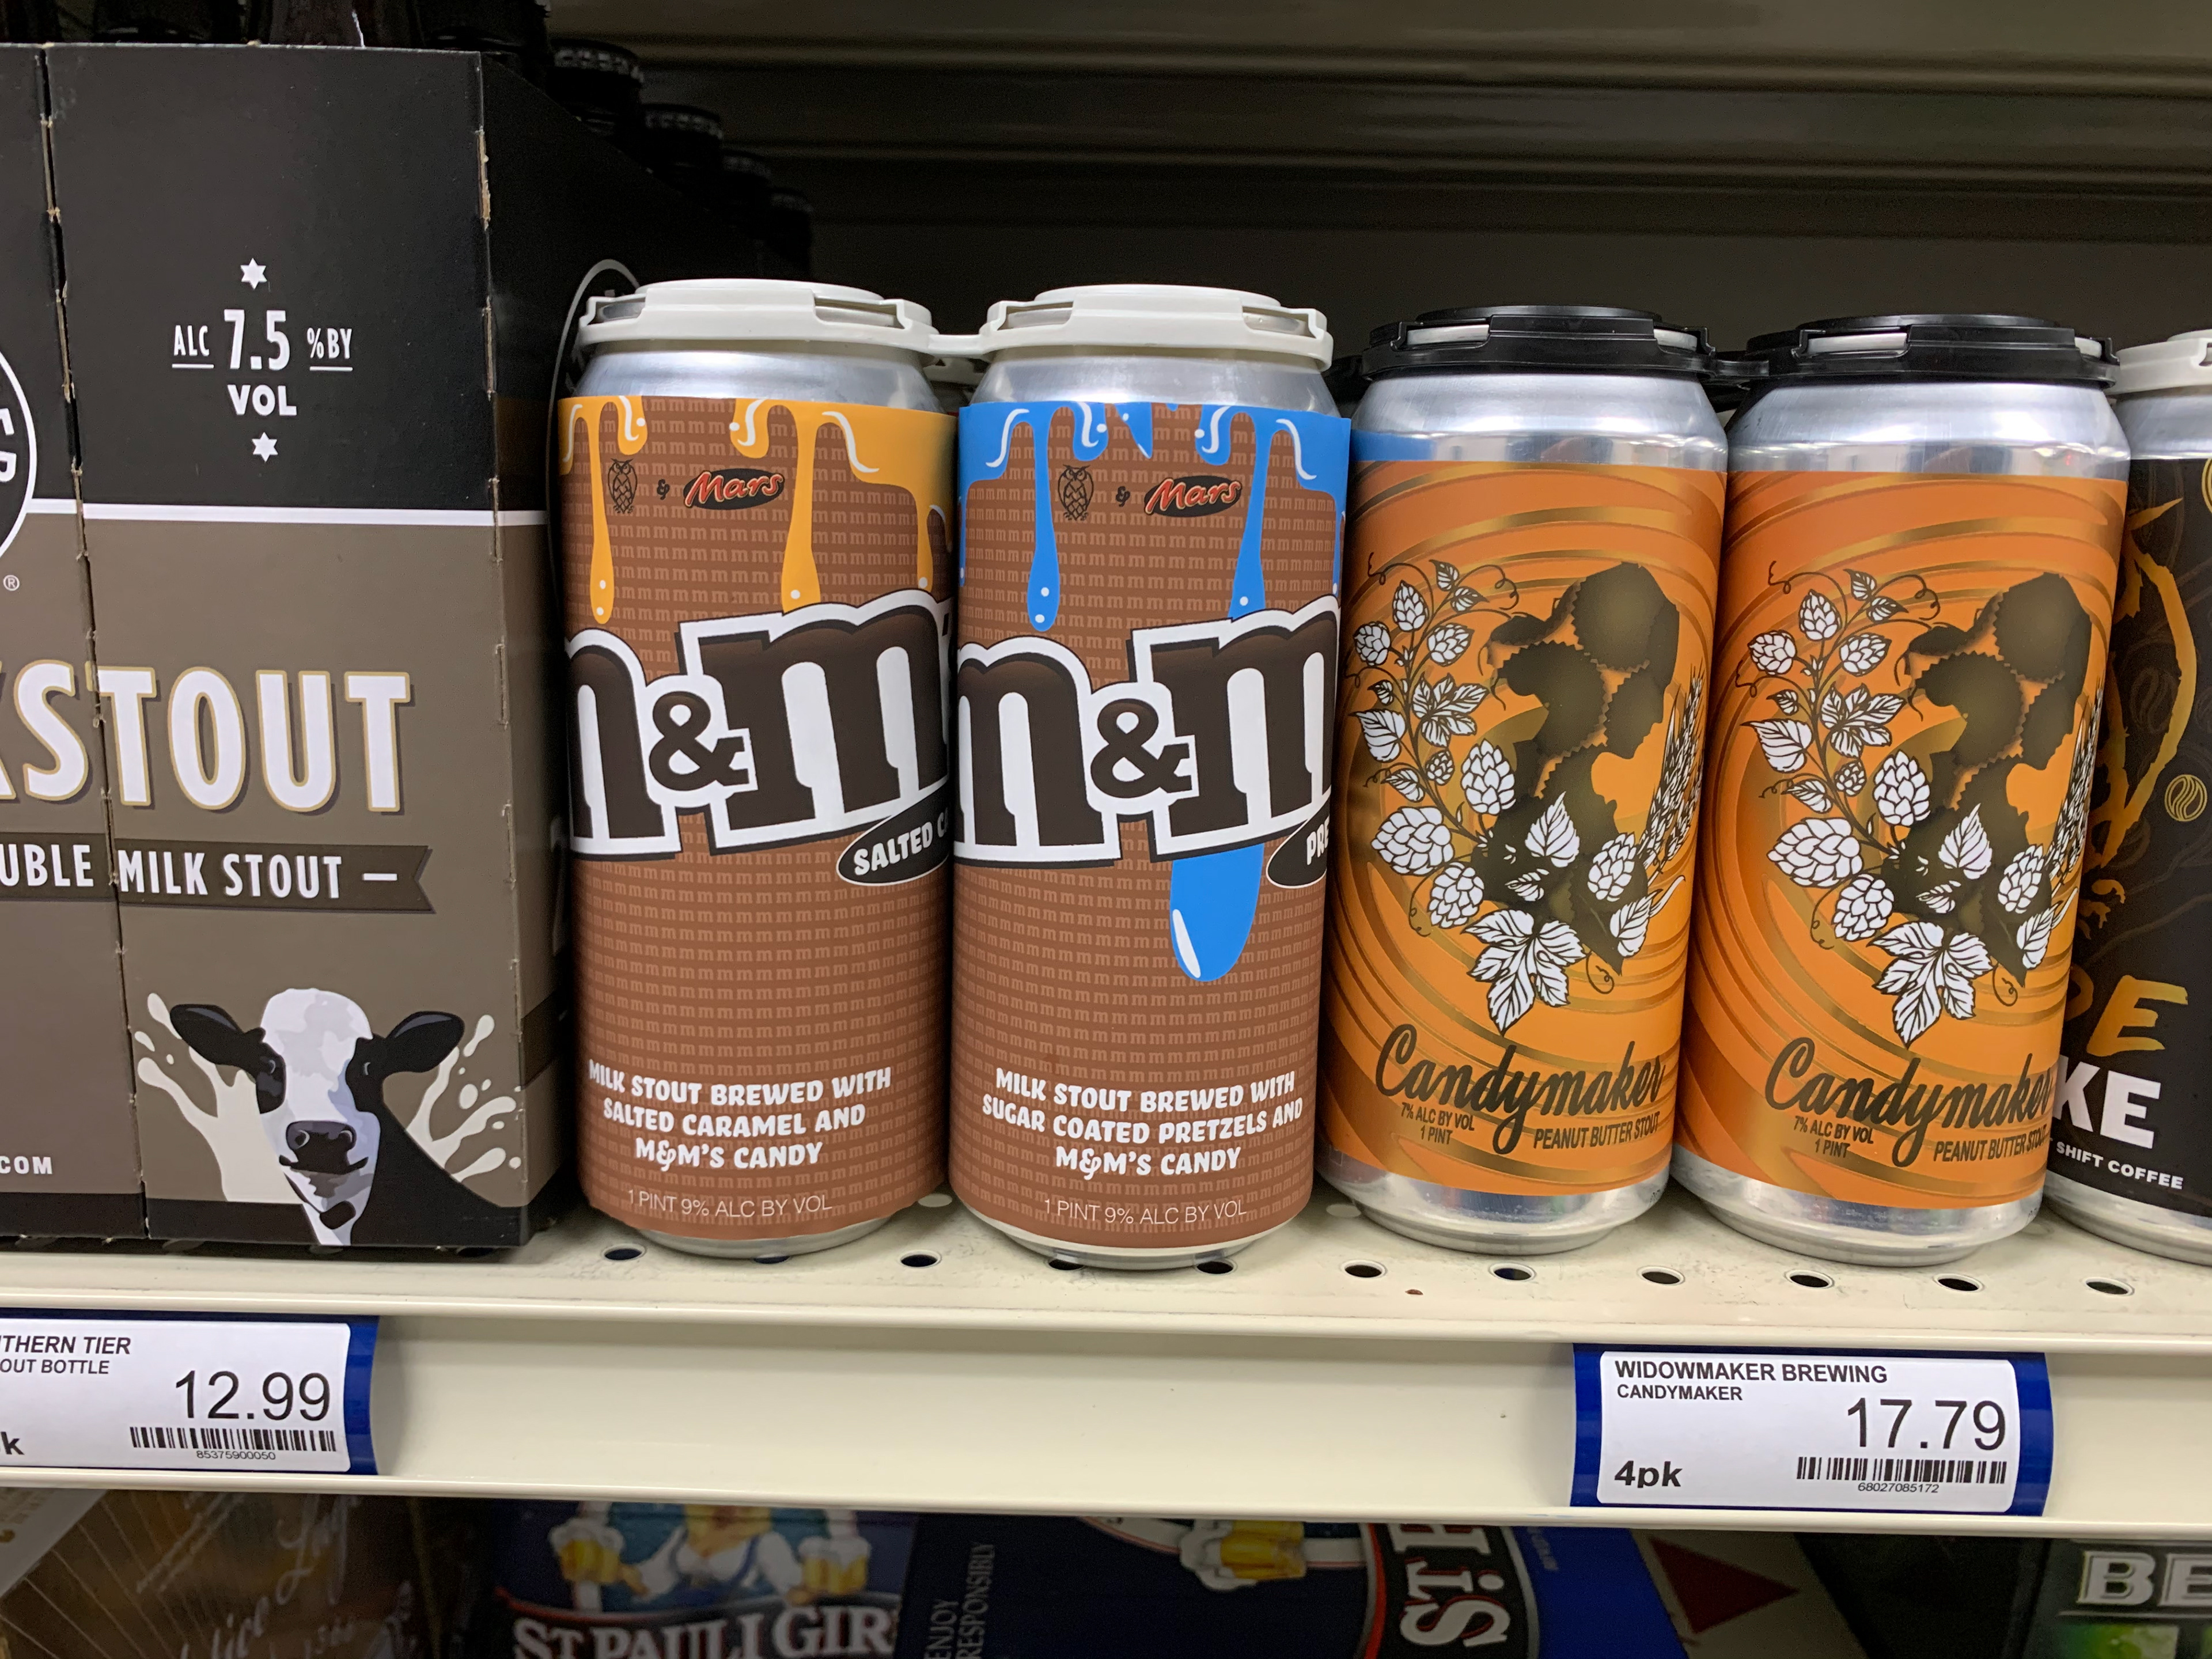 ALC 7.5 % BY
VOL
®
STOUT
UBLE MILK STOUT –
COM
& Mars
m&m
SALTED
MILK STOUT BREWED WITH
SALTED CARAMEL AND
M&M'S CANDY
1 PINT 9% ALC BY VOL
& Mars
m&m
PRE
MILK STOUT BREWED WITH
SUGAR COATED PRETZELS AND
M&M'S CANDY
1 PINT 9% ALC BY VOL
Candymaker
7% ALC BY VOL
1 PINT
PEANUT BUTTER STOUT
Candymaker
7% ALC BY VOL
1 PINT
PEANUT BUTTER STOUT
PE
KE
SHIFT COFFEE
THERN TIER
OUT BOTTLE
12.99
k
85375900050
WIDOWMAKER BREWING
CANDYMAKER
17.79
4pk
68027085172
ST PAULI GIR
ENJOY
RESPONSIBLY
ST.
BE